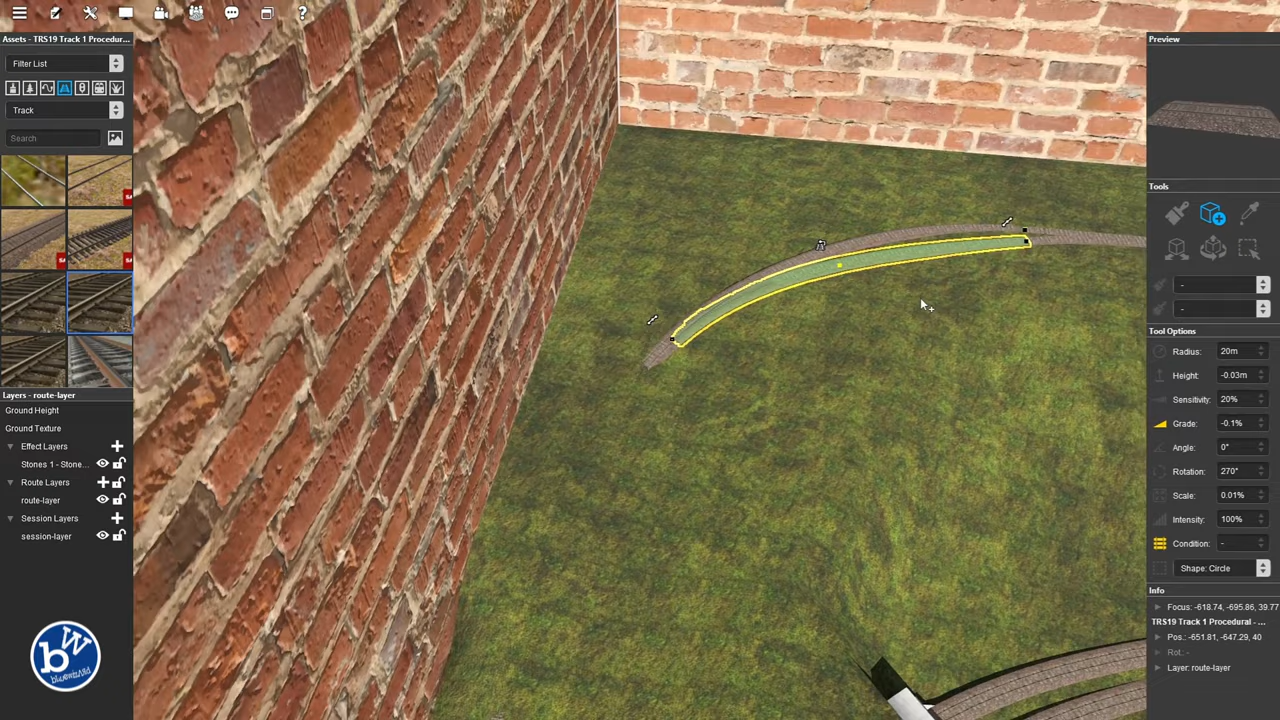 Assets - TRS19 Track 1 Procedur...
Filter List
Track
Search
Layers - route-layer
Ground Height
Ground Texture
Effect Layers
Stones 1 - Stone...
Route Layers
route-layer
Session Layers
session-layer
bw
Preview
Tools
-
-
Tool Options
Radius: 20m
Height: -0.03m
Sensitivity: 20%
Grade: -0.1%
Angle: 0°
Rotation: 270°
Scale: 0.01%
Intensity: 100%
Condition: -
Shape: Circle
Info
Focus: -618.74, -695.86, 39.77
TRS19 Track 1 Procedural - ...
Pos.: -651.81, -647.29, 40
Rot.: -
Layer: route-layer